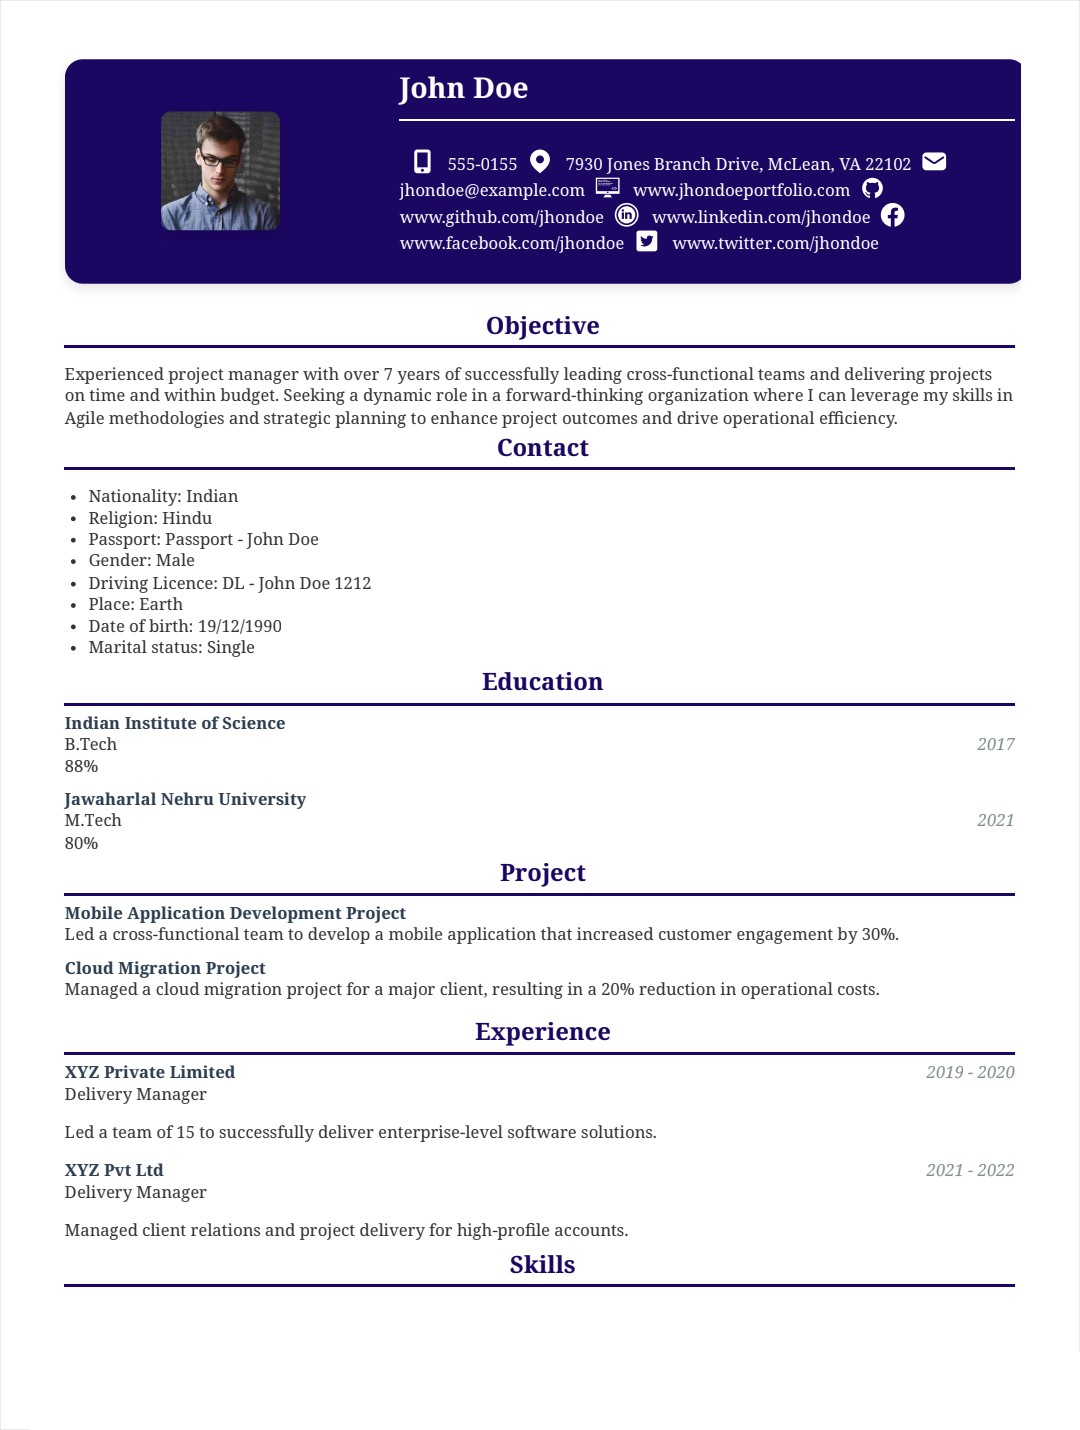 John Doe
555-0155 7930 Jones Branch Drive, McLean, VA 22102
jhondoe@example.com www.jhondoeportfolio.com
www.github.com/jhondoe in www.linkedin.com/jhondoe
www.facebook.com/jhondoe www.twitter.com/jhondoe
Objective
Experienced project manager with over 7 years of successfully leading cross-functional teams and delivering projects
on time and within budget. Seeking a dynamic role in a forward-thinking organization where I can leverage my skills in
Agile methodologies and strategic planning to enhance project outcomes and drive operational efficiency.
Contact
• Nationality: Indian
• Religion: Hindu
• Passport: Passport - John Doe
• Gender: Male
• Driving Licence: DL - John Doe 1212
• Place: Earth
• Date of birth: 19/12/1990
• Marital status: Single
Education
Indian Institute of Science
B.Tech 2017
88%
Jawaharlal Nehru University
M.Tech 2021
80%
Project
Mobile Application Development Project
Led a cross-functional team to develop a mobile application that increased customer engagement by 30%.
Cloud Migration Project
Managed a cloud migration project for a major client, resulting in a 20% reduction in operational costs.
Experience
XYZ Private Limited 2019 - 2020
Delivery Manager
Led a team of 15 to successfully deliver enterprise-level software solutions.
XYZ Pvt Ltd 2021 - 2022
Delivery Manager
Managed client relations and project delivery for high-profile accounts.
Skills